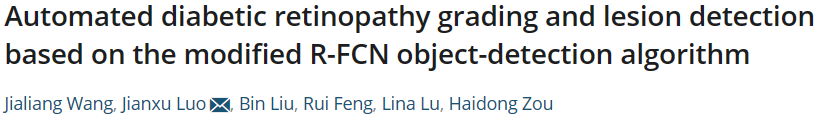 Automated diabetic retinopathy grading and lesion detection
based on the modified R-FCN object-detection algorithm
Jialiang Wang, Jianxu Luo, Bin Liu, Rui Feng, Lina Lu, Haidong Zou